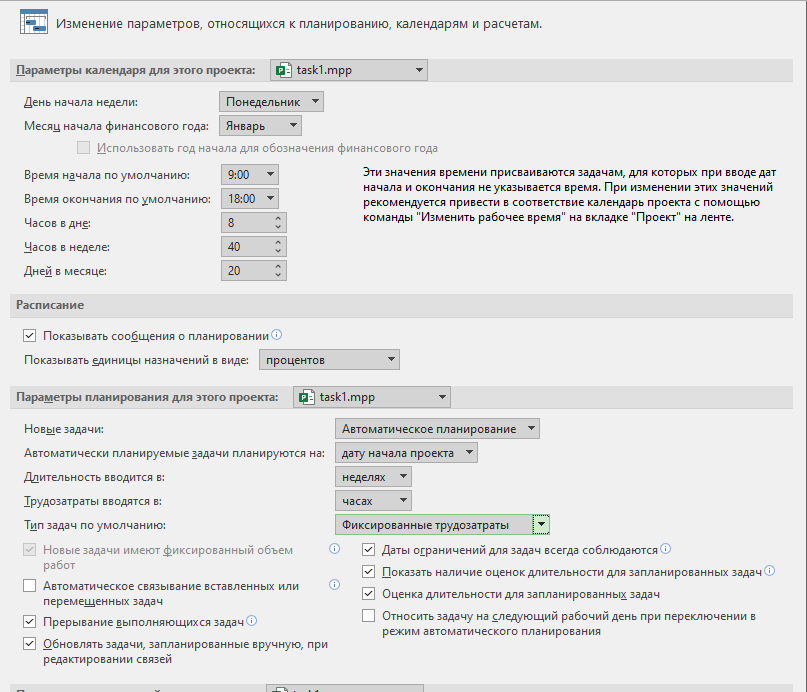 Изменение параметров, относящихся к планированию, календарям и расчетам.
Параметры календаря для этого проекта: task1.mpp
День начала недели: Понедельник
Месяц начала финансового года: Январь
Использовать год начала для обозначения финансового года
Время начала по умолчанию: 9:00
Время окончания по умолчанию: 18:00
Часов в дне: 8
Часов в неделе: 40
Дней в месяце: 20
Эти значения времени присваиваются задачам, для которых при вводе дат
начала и окончания не указывается время. При изменении этих значений
рекомендуется привести в соответствие календарь проекта с помощью
команды "Изменить рабочее время" на вкладке "Проект" на ленте.
Расписание
Показывать сообщения о планировании
Показывать единицы назначений в виде: процентов
Параметры планирования для этого проекта: task1.mpp
Новые задачи: Автоматическое планирование
Автоматически планируемые задачи планируются на: дату начала проекта
Длительность вводится в: неделях
Трудозатраты вводятся в: часах
Тип задач по умолчанию: Фиксированные трудозатраты
Новые задачи имеют фиксированный объем
работ
Автоматическое связывание вставленных или
перемещенных задач
Прерывание выполняющихся задач
Обновлять задачи, запланированные вручную, при
редактировании связей
Даты ограничений для задач всегда соблюдаются
Показать наличие оценок длительности для запланированных задач
Оценка длительности для запланированных задач
Относить задачу на следующий рабочий день при переключении в
режим автоматического планирования